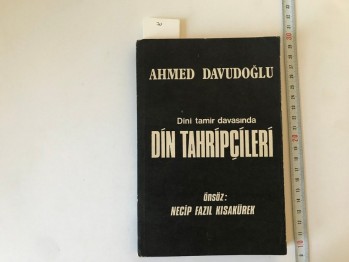 AHMED DAVUDOĞLU
Dini tamir davasında
DİN TAHRİPÇİLERİ
önsöz:
NECİP FAZIL KISAKÜREK